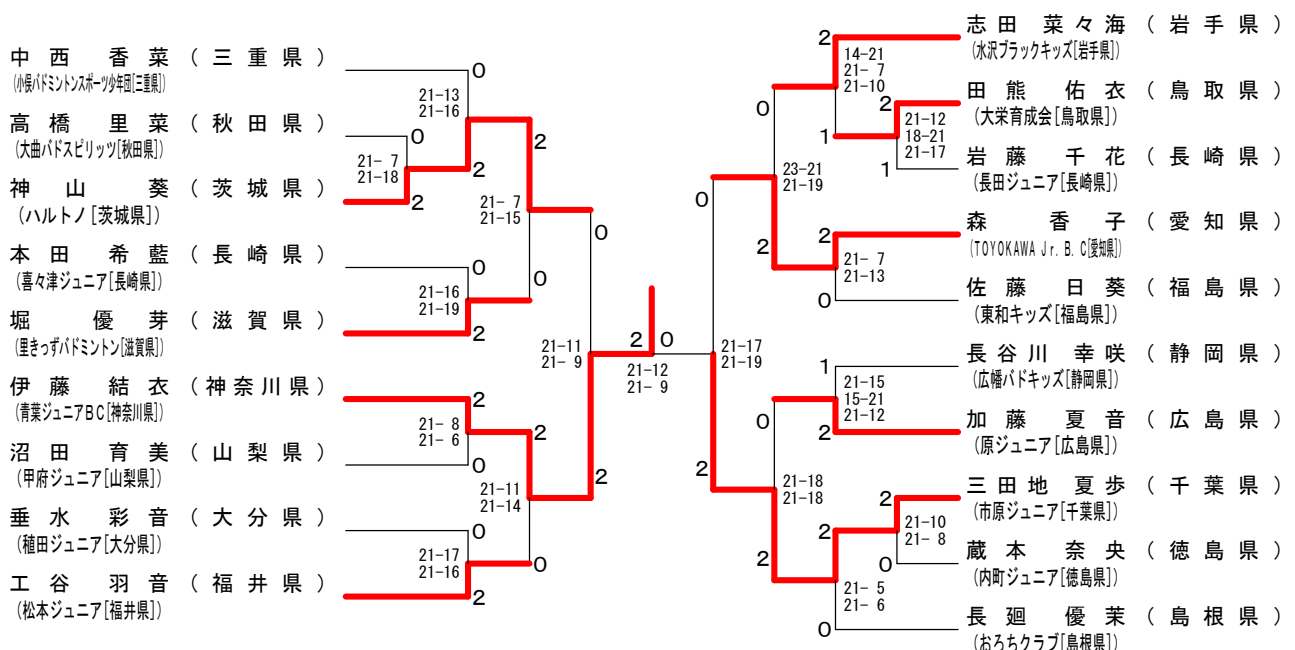 中西 香菜 (三重県)
(小俣バドミントンスポーツ少年団[三重県])
0
21-13
21-16
高橋 里菜 (秋田県)
(大曲バドスピリッツ[秋田県])
0
2
2
21- 7
21-18
神山 葵 (茨城県)
(ハルトノ[茨城県])
2
21- 7
21-15
0
本田 希藍 (長崎県)
(喜々津ジュニア[長崎県])
0
0
21-16
21-19
堀 優芽 (滋賀県)
(里きっずバドミントン[滋賀県])
2
21-11
21- 9
伊藤 結衣 (神奈川県)
(青葉ジュニアBC[神奈川県])
2
21- 8
21- 6
2
沼田 育美 (山梨県)
(甲府ジュニア[山梨県])
0
2
21-11
21-14
垂水 彩音 (大分県)
(稙田ジュニア[大分県])
0
21-17
21-16
0
工谷 羽音 (福井県)
(松本ジュニア[福井県])
2
2 0
21-12
21- 9
志田 菜々海 (岩手県)
(水沢ブラックキッズ[岩手県])
2
14-21
21- 7
21-10
田熊 佑衣 (鳥取県)
(大栄育成会[鳥取県])
2
0
1
21-12
18-21
21-17
岩藤 千花 (長崎県)
(長田ジュニア[長崎県])
1
23-21
21-19
0
森 香子 (愛知県)
(TOYOKAWA Jr.B.C[愛知県])
2
2
21- 7
21-13
佐藤 日葵 (福島県)
(東和キッズ[福島県])
0
21-17
21-19
長谷川 幸咲 (静岡県)
(広幡バドキッズ[静岡県])
1
21-15
15-21
21-12
0
加藤 夏音 (広島県)
(原ジュニア[広島県])
2
2
21-18
21-18
三田地 夏歩 (千葉県)
(市原ジュニア[千葉県])
2
2
21-10
21- 8
蔵本 奈央 (徳島県)
(内町ジュニア[徳島県])
0
2
21- 5
21- 6
長廻 優茉 (島根県)
(おろちクラブ[島根県])
0